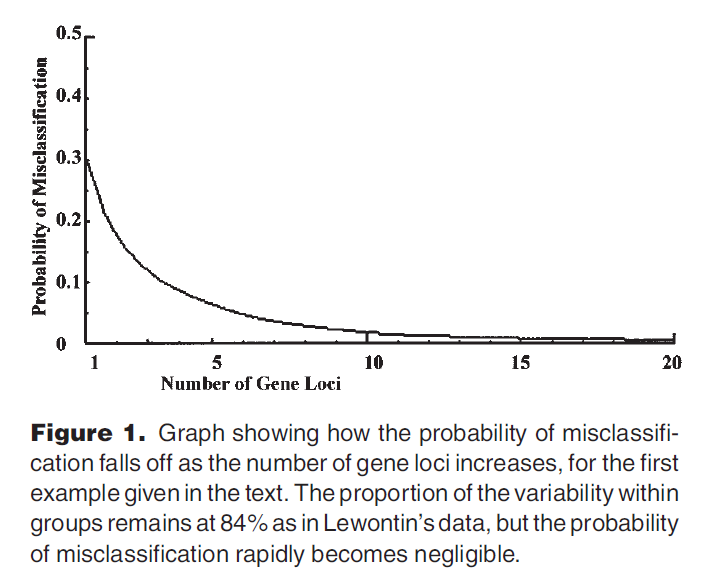 0.5
0.4
0.3
0.2
0.1
0
Probability of Misclassification
1 5 10 15 20
Number of Gene Loci
Figure 1. Graph showing how the probability of misclassifi-
cation falls off as the number of gene loci increases, for the first
example given in the text. The proportion of the variability within
groups remains at 84% as in Lewontin’s data, but the probability
of misclassification rapidly becomes negligible.